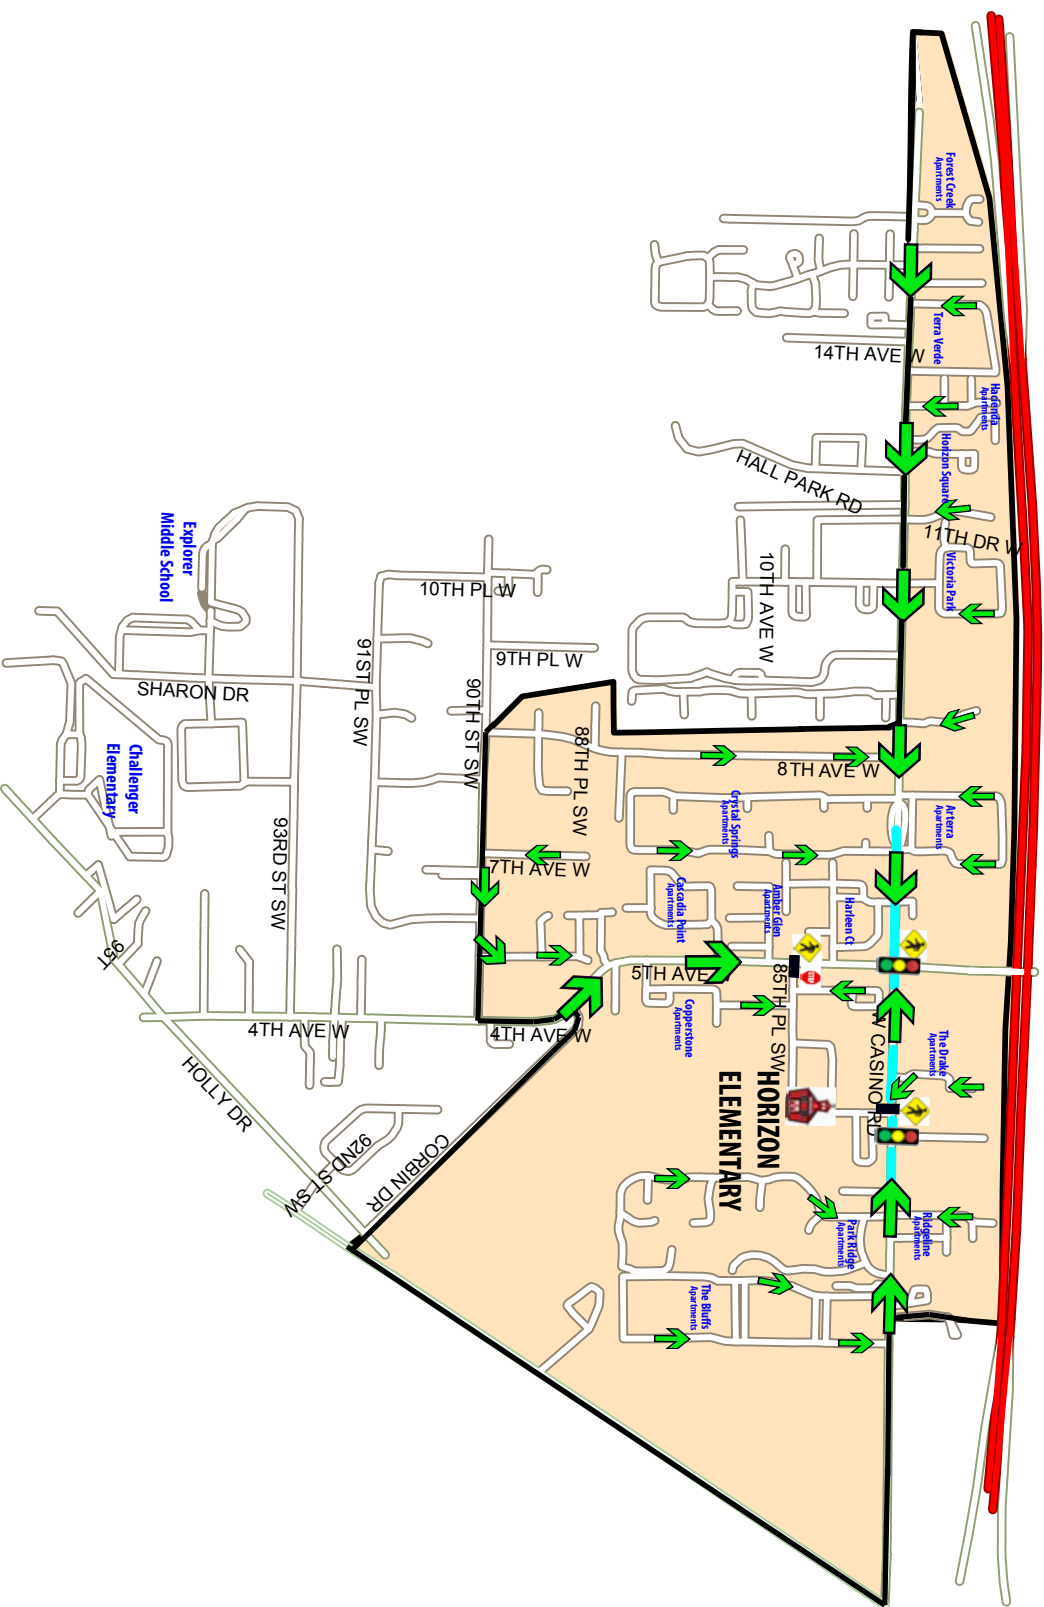 Forest Creek
Apartments
Terra Verde
14TH AVE W
Hacienda
Apartments
Horizon Square
HALL PARK RD
11TH DR W
Victoria Park
10TH AVE W
Explorer
Middle School
10TH PL W
9TH PL W
91ST PL SW
90TH ST SW
SHARON DR
88TH PL SW
8TH AVE W
Challenger
Elementary
93RD ST SW
Crystal Springs
Apartments
Arterra
Apartments
7TH AVE W
Cascadia Point
Apartments
Amber Glen
Apartments
Harleen Ct
95T
5TH AVE
85TH PL SW
STOP
4TH AVE W
4TH AVE W
Copperstone
Apartments
W CASINO RD
The Drake
Apartments
HOLLY DR
HORIZON
ELEMENTARY
92ND ST SW
CORBIN DR
Park Ridge
Apartments
Ridgeline
Apartments
The Bluffs
Apartments